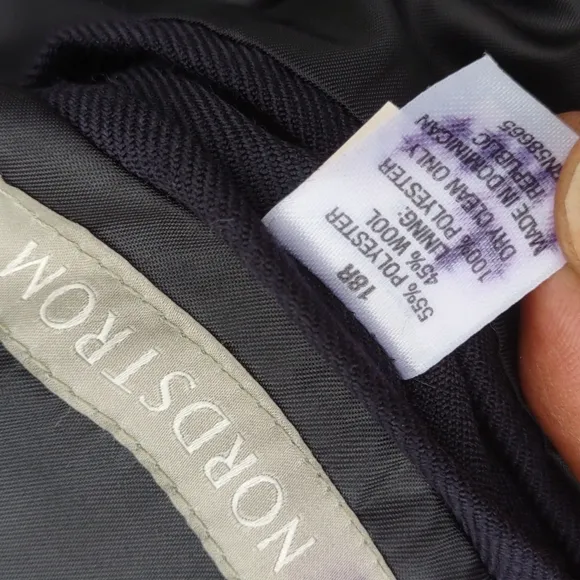 NORDSTROM
18R
55% POLYESTER
45% WOOL
LINING:
100% POLYESTER
DRY CLEAN ONLY
MADE IN DOMINICAN
REPUBLIC
RN58665